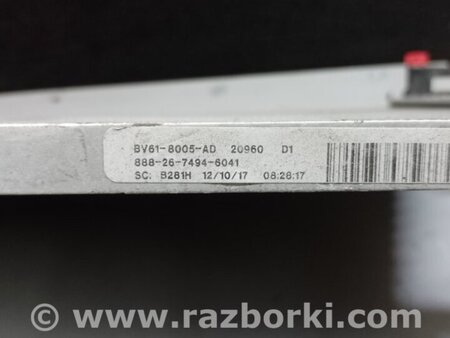 BV61-8005-AD 20960 D1
888-26-7494-6041
SC: B281H 12/10/17 08:28:17
© www.razborki.com